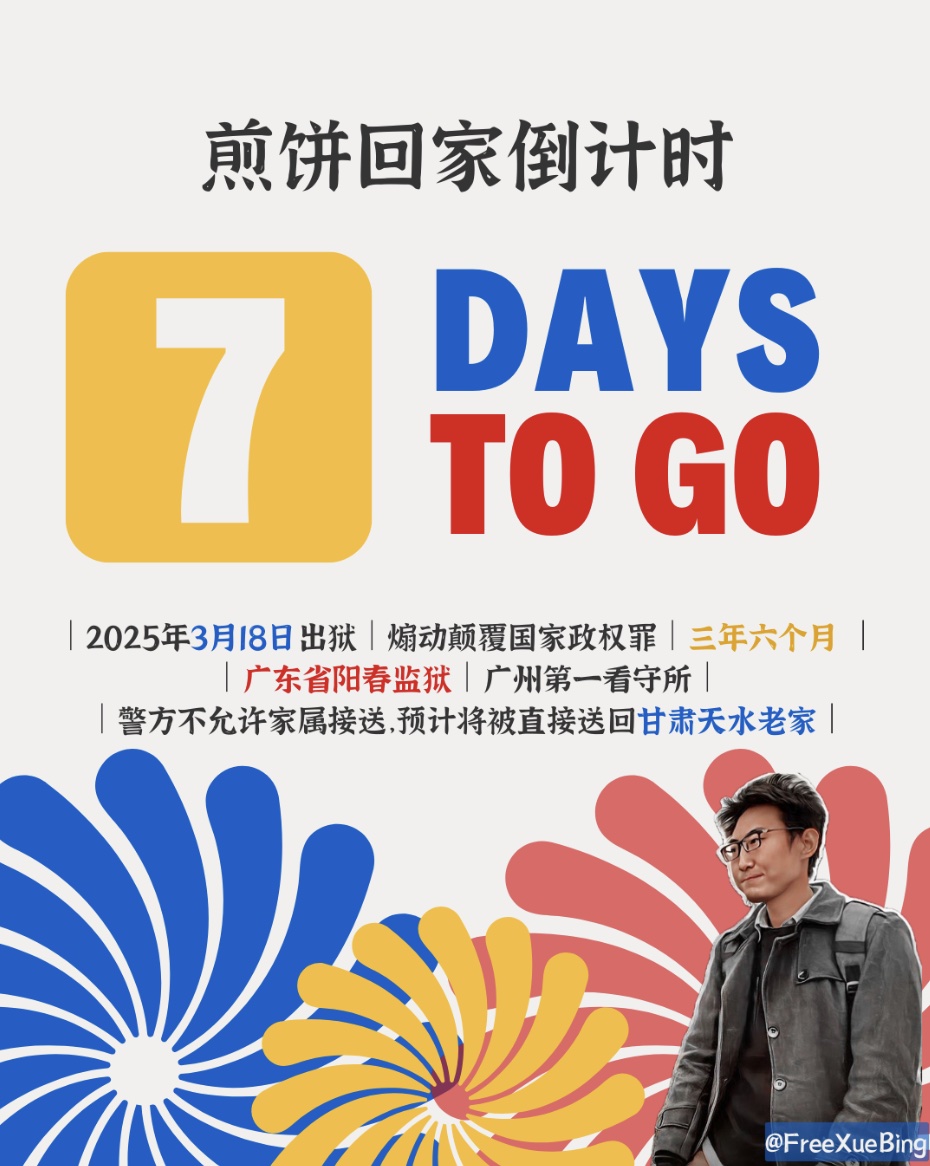 煎饼回家倒计时
7
DAYS
TO GO
｜2025年3月18日出狱｜煽动颠覆国家政权罪｜三年六个月｜
｜广东省阳春监狱｜广州第一看守所｜
｜警方不允许家属接送,预计将被直接送回甘肃天水老家｜
@FreeXueBing